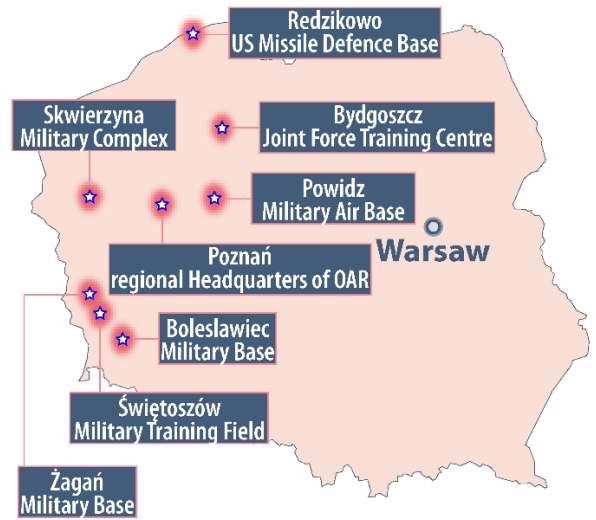 Redzikowo
US Missile Defence Base
Skwierzyna
Military Complex
Bydgoszcz
Joint Force Training Centre
Powidz
Military Air Base
Warsaw
Poznań
regional Headquarters of OAR
Boleslawiec
Military Base
Świętoszów
Military Training Field
Żagań
Military Base